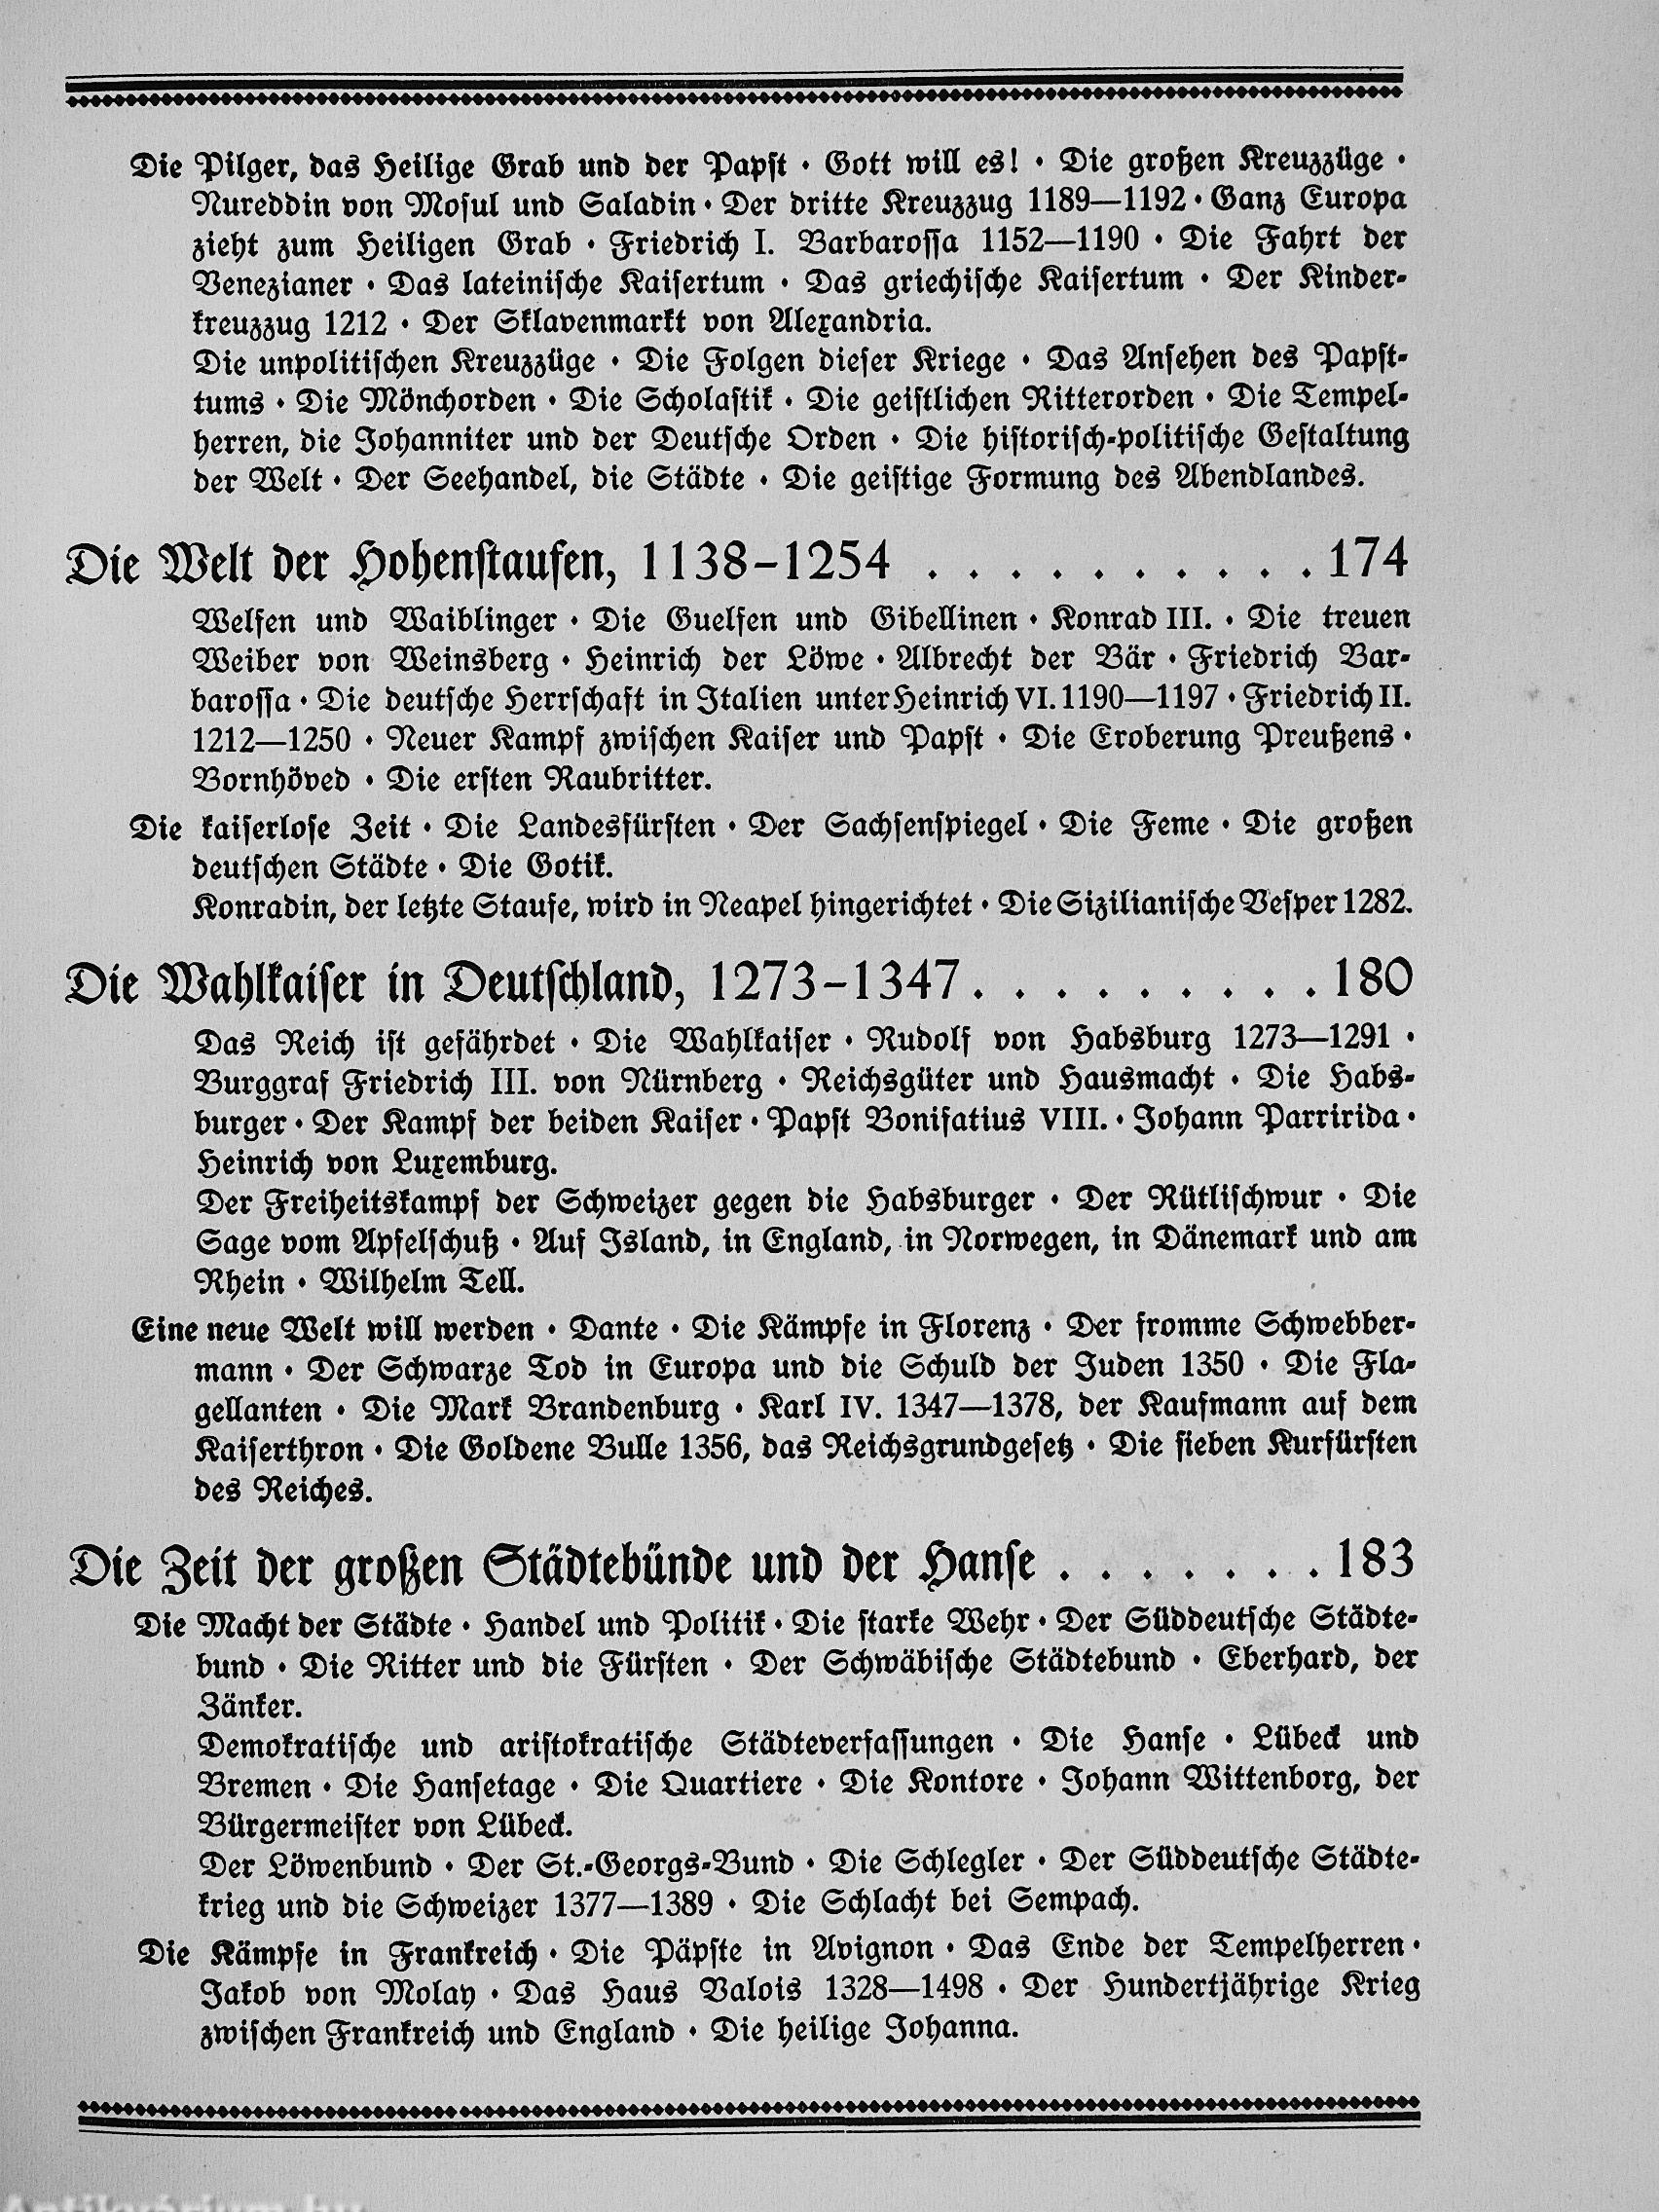 Die Pilger, das Heilige Grab und der Papst · Gott will es! · Die großen Kreuzzüge ·
Nureddin von Mosul und Saladin · Der dritte Kreuzzug 1189—1192 · Ganz Europa
zieht zum Heiligen Grab · Friedrich I. Barbarossa 1152—1190 · Die Fahrt der
Venezianer · Das lateinische Kaisertum · Das griechische Kaisertum · Der Kinder-
kreuzzug 1212 · Der Sklavenmarkt von Alexandria.
Die unpolitischen Kreuzzüge · Die Folgen dieser Kriege · Das Ansehen des Papst-
tums · Die Mönchorden · Die Scholastik · Die geistlichen Ritterorden · Die Tempel-
herren, die Johanniter und der Deutsche Orden · Die historisch-politische Gestaltung
der Welt · Der Seehandel, die Städte · Die geistige Formung des Abendlandes.
Die Welt der Hohenstaufen, 1138–1254 . . . . . . . . . . 174
Welfen und Waiblinger · Die Guelfen und Gibellinen · Konrad III. · Die treuen
Weiber von Weinsberg · Heinrich der Löwe · Albrecht der Bär · Friedrich Bar-
barossa · Die deutsche Herrschaft in Italien unter Heinrich VI. 1190—1197 · Friedrich II.
1212—1250 · Neuer Kampf zwischen Kaiser und Papst · Die Eroberung Preußens ·
Bornhöved · Die ersten Raubritter.
Die kaiserlose Zeit · Die Landesfürsten · Der Sachsenspiegel · Die Feme · Die großen
deutschen Städte · Die Gotik.
Konradin, der letzte Staufe, wird in Neapel hingerichtet · Die Sizilianische Vesper 1282.
Die Wahlkaiser in Deutschland, 1273–1347 . . . . . . . . . 180
Das Reich ist gefährdet · Die Wahlkaiser · Rudolf von Habsburg 1273—1291 ·
Burggraf Friedrich III. von Nürnberg · Reichsgüter und Hausmacht · Die Habs-
burger · Der Kampf der beiden Kaiser · Papst Bonifatius VIII. · Johann Parririda ·
Heinrich von Luxemburg.
Der Freiheitskampf der Schweizer gegen die Habsburger · Der Rütlischwur · Die
Sage vom Apfelschuß · Auf Island, in England, in Norwegen, in Dänemark und am
Rhein · Wilhelm Tell.
Eine neue Welt will werden · Dante · Die Kämpfe in Florenz · Der fromme Schwebber-
mann · Der Schwarze Tod in Europa und die Schuld der Juden 1350 · Die Fla-
gellanten · Die Mark Brandenburg · Karl IV. 1347—1378, der Kaufmann auf dem
Kaiserthron · Die Goldene Bulle 1356, das Reichsgrundgesetz · Die sieben Kurfürsten
des Reiches.
Die Zeit der großen Städtebünde und der Hanse . . . . . . . 183
Die Macht der Städte · Handel und Politik · Die starke Wehr · Der Süddeutsche Städte-
bund · Die Ritter und die Fürsten · Der Schwäbische Städtebund · Eberhard, der
Zänker.
Demokratische und aristokratische Städteverfassungen · Die Hanse · Lübeck und
Bremen · Die Hansetage · Die Quartiere · Die Kontore · Johann Wittenborg, der
Bürgermeister von Lübeck.
Der Löwenbund · Der St.-Georgs-Bund · Die Schlegler · Der Süddeutsche Städte-
krieg und die Schweizer 1377—1389 · Die Schlacht bei Sempach.
Die Kämpfe in Frankreich · Die Päpste in Avignon · Das Ende der Tempelherren ·
Jakob von Molay · Das Haus Valois 1328—1498 · Der Hundertjährige Krieg
zwischen Frankreich und England · Die heilige Johanna.